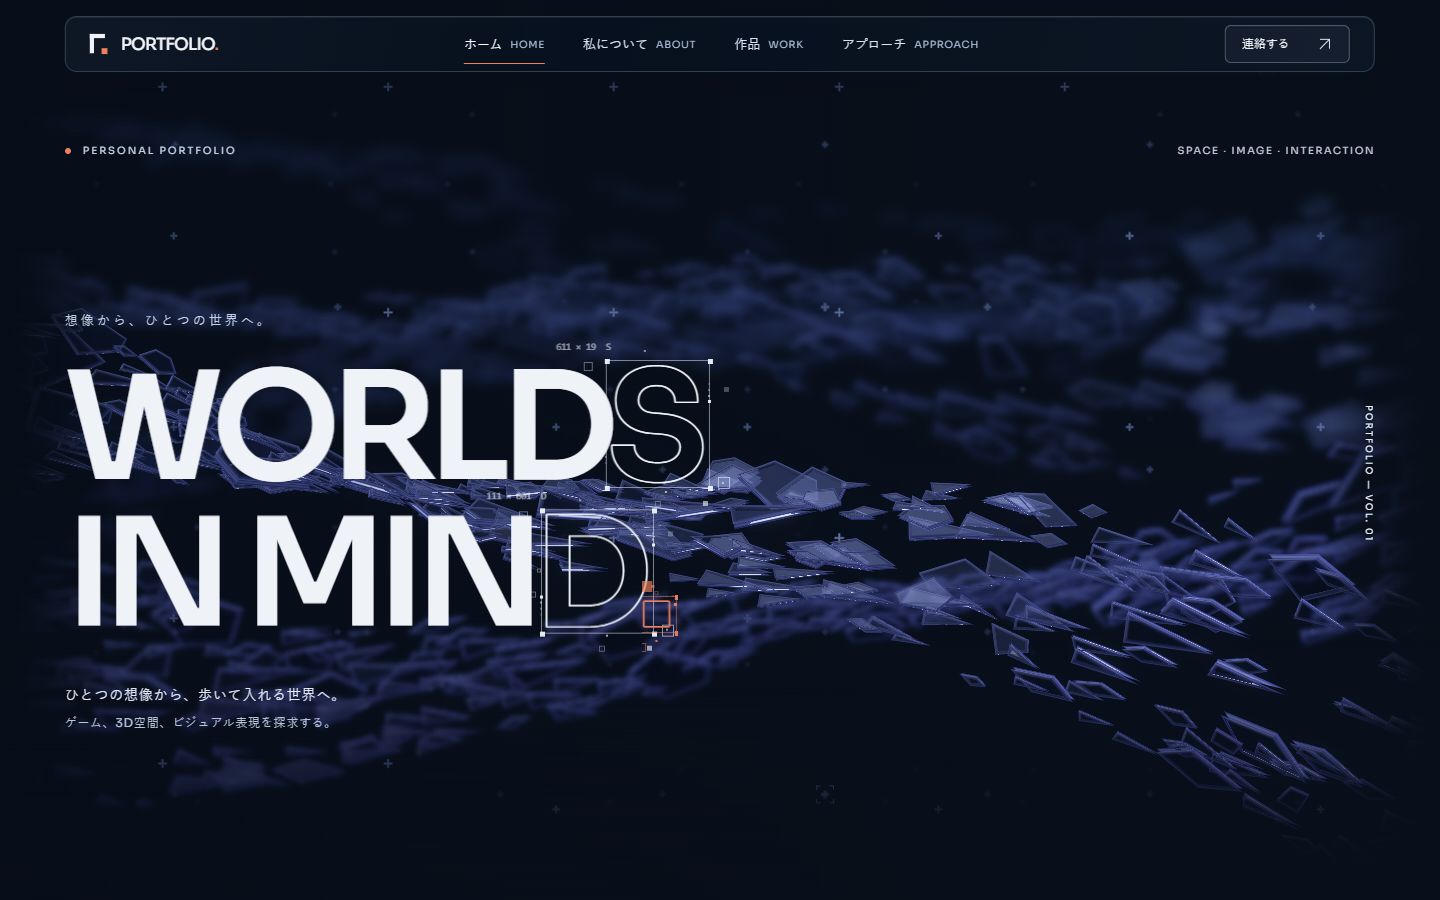 PORTFOLIO.
ホーム HOME
私について ABOUT
作品 WORK
アプローチ APPROACH
連絡する
PERSONAL PORTFOLIO
SPACE · IMAGE · INTERACTION
想像から、ひとつの世界へ。
611 × 19 S
WORLDS
IN MIND
PORTFOLIO — VOL. 01
ひとつの想像から、歩いて入れる世界へ。
ゲーム、3D空間、ビジュアル表現を探求する。